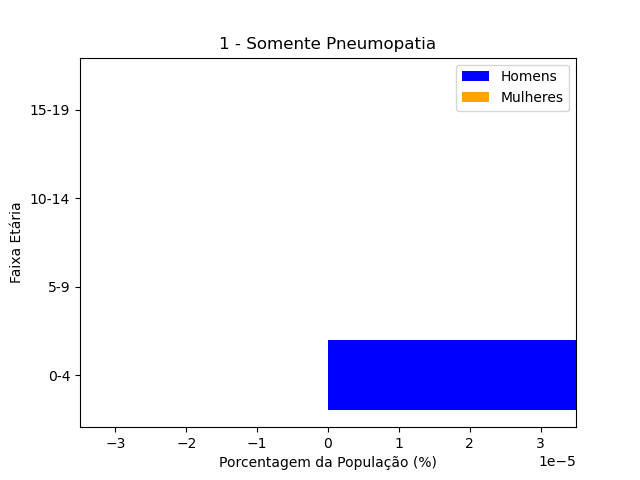 1 - Somente Pneumopatia
Homens
Mulheres
15-19
10-14
5-9
0-4
Faixa Etária
−3 −2 −1 0 1 2 3
1e−5
Porcentagem da População (%)